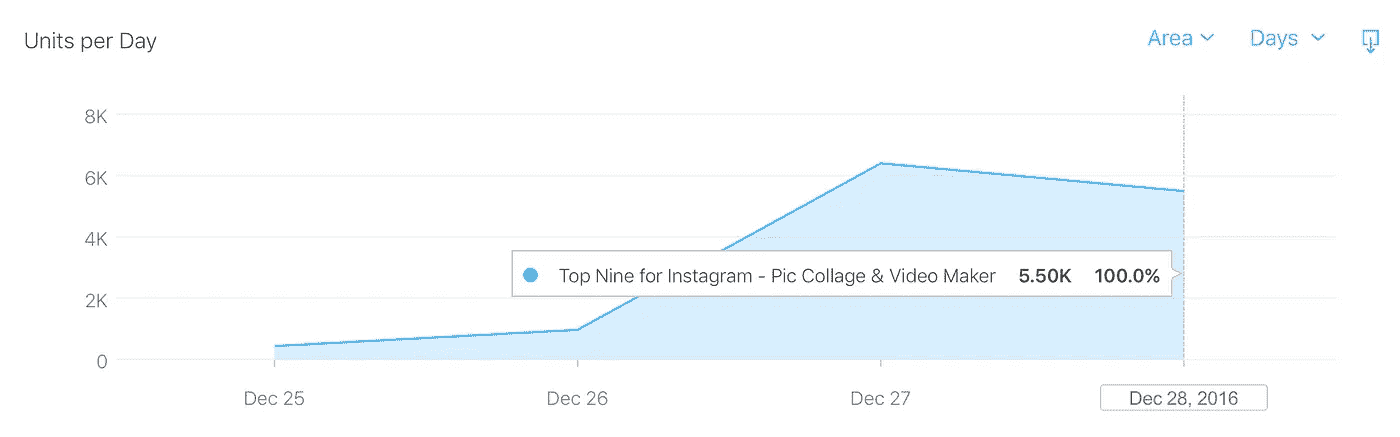 Units per Day
Area Days
8K
6K
4K
2K
0
Top Nine for Instagram - Pic Collage & Video Maker 5.50K 100.0%
Dec 25 Dec 26 Dec 27 Dec 28, 2016